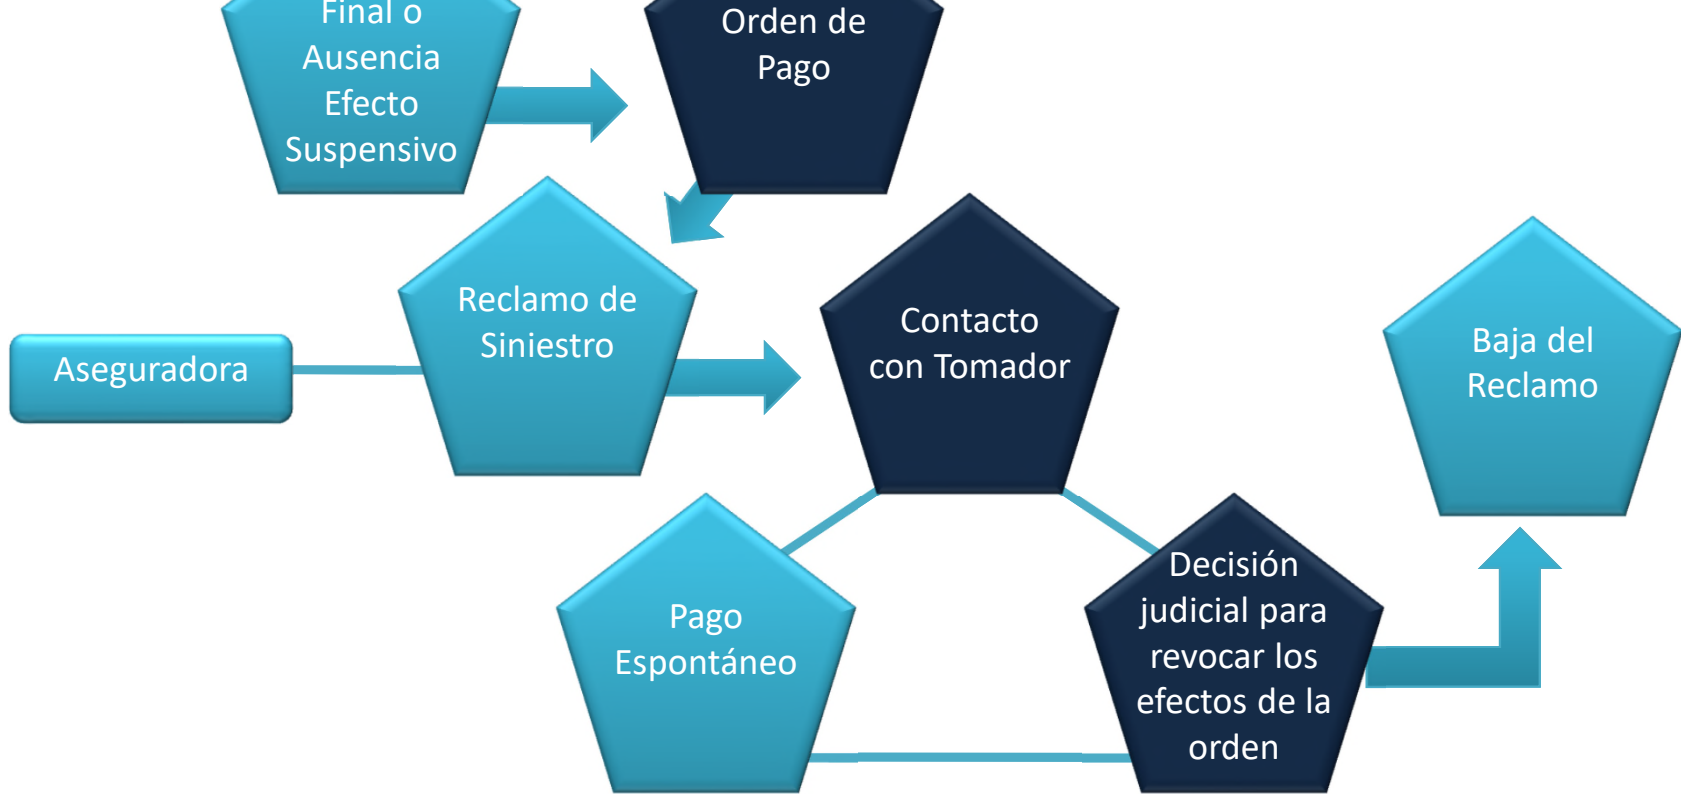 Final o
Ausencia
Efecto
Suspensivo
Orden de
Pago
Reclamo de
Siniestro
Aseguradora
Contacto
con Tomador
Baja del
Reclamo
Pago
Espontáneo
Decisión
judicial para
revocar los
efectos de la
orden